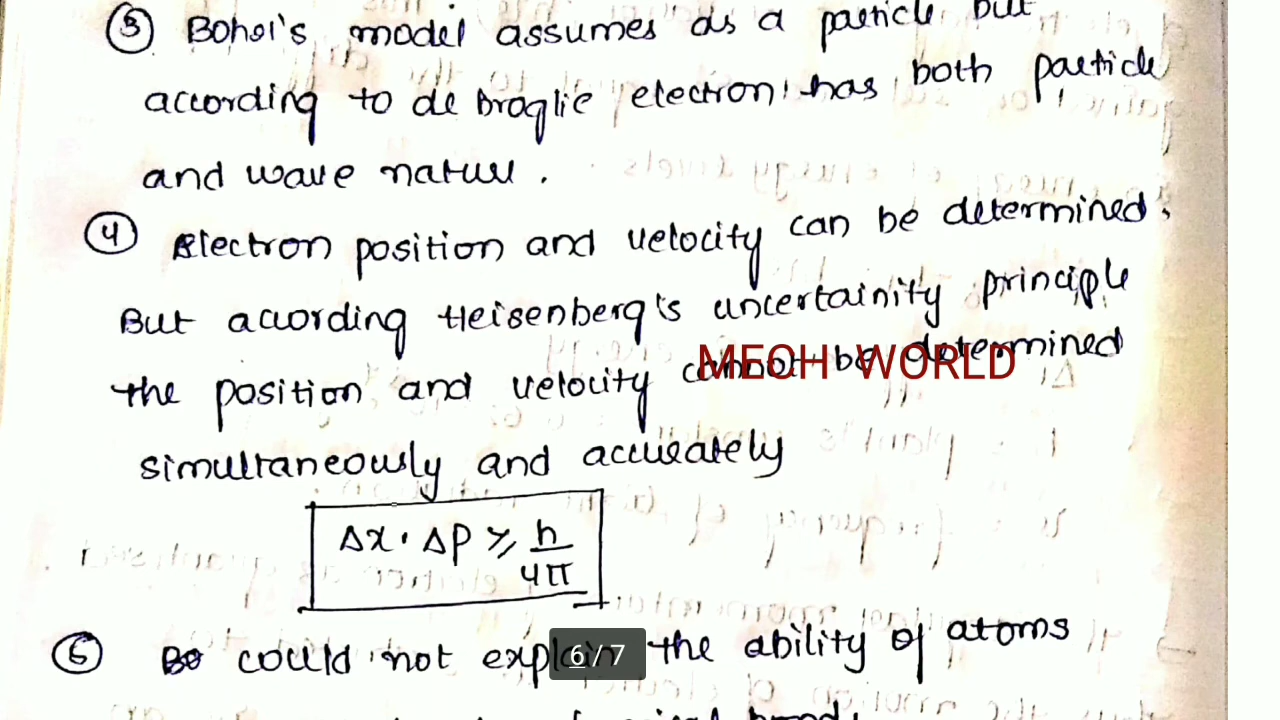 ③ Bohr's model assumes as a particle but
according to de broglie electron has both particle
and wave nature.
④ Electron position and velocity can be determined.
But according Heisenberg's uncertainity principle
the position and velocity cannot be determined
MECH WORLD
simultaneously and accurately
Δx · Δp ≥ h/4π
⑤ could not explain the ability of atoms
6 / 7